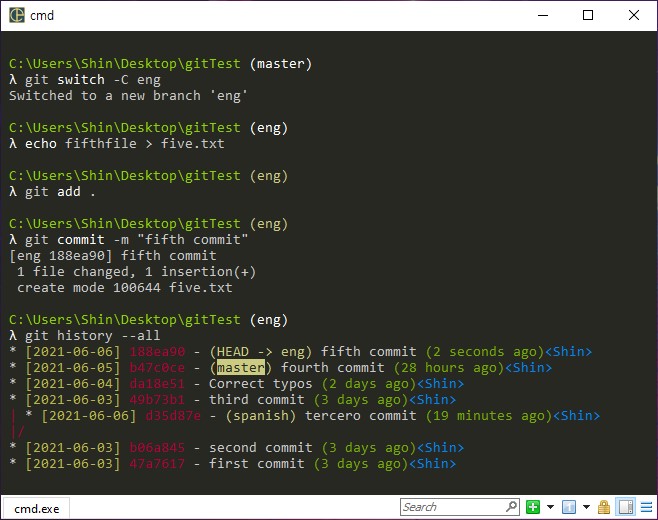 cmd
C:\Users\Shin\Desktop\gitTest (master)
λ git switch -C eng
Switched to a new branch 'eng'
C:\Users\Shin\Desktop\gitTest (eng)
λ echo fifthfile > five.txt
C:\Users\Shin\Desktop\gitTest (eng)
λ git add .
C:\Users\Shin\Desktop\gitTest (eng)
λ git commit -m "fifth commit"
[eng 188ea90] fifth commit
 1 file changed, 1 insertion(+)
 create mode 100644 five.txt
C:\Users\Shin\Desktop\gitTest (eng)
λ git history --all
* [2021-06-06] 188ea90 - (HEAD -> eng) fifth commit (2 seconds ago)<Shin>
* [2021-06-05] b47c0ce - (master) fourth commit (28 hours ago)<Shin>
* [2021-06-04] da18e51 - Correct typos (2 days ago)<Shin>
* [2021-06-03] 49b73b1 - third commit (3 days ago)<Shin>
| * [2021-06-06] d35d87e - (spanish) tercero commit (19 minutes ago)<Shin>
|/
* [2021-06-03] b06a845 - second commit (3 days ago)<Shin>
* [2021-06-03] 47a7617 - first commit (3 days ago)<Shin>
cmd.exe
Search